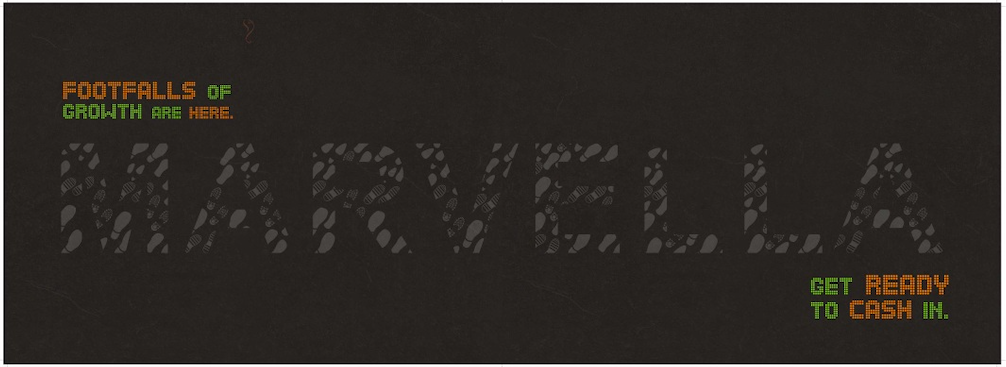 FOOTFALLS OF
GROWTH ARE HERE.
MARVELLA
GET READY
TO CASH IN.